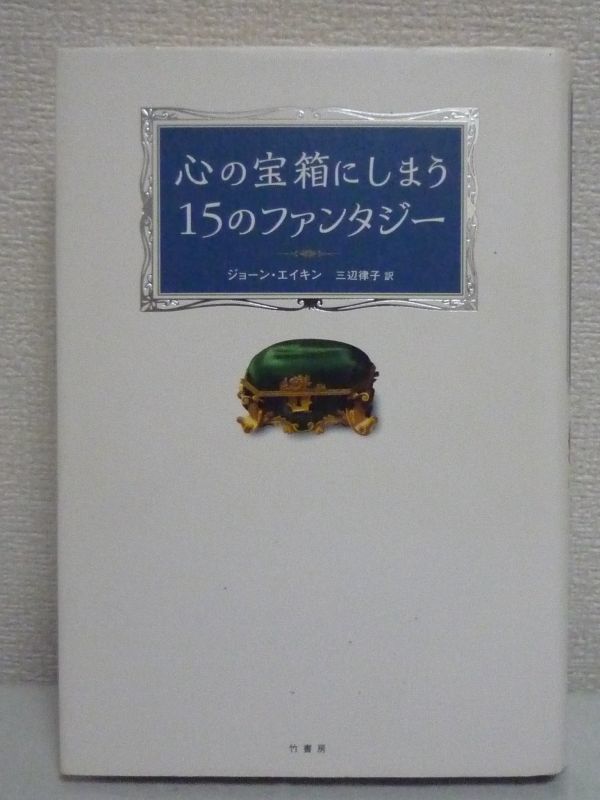 心の宝箱にしまう
15のファンタジー
ジョーン・エイキン 三辺律子 訳
竹書房